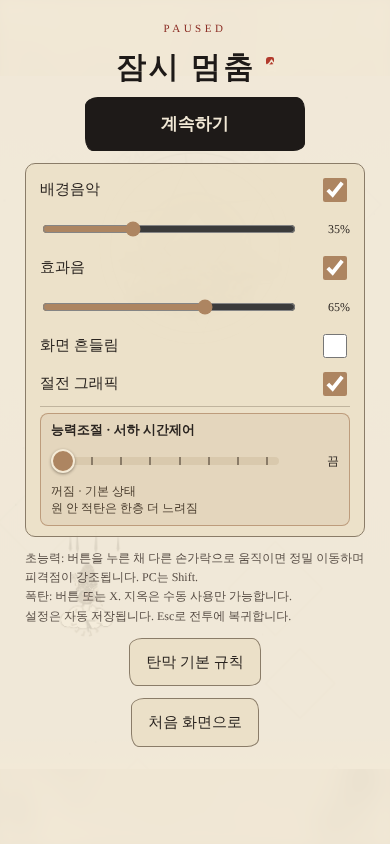 PAUSED
잠시 멈춤
계속하기
배경음악
35%
효과음
65%
화면 흔들림
절전 그래픽
능력조절 · 서하 시간제어
끔
꺼짐 · 기본 상태
원 안 적탄은 한층 더 느려짐
초능력: 버튼을 누른 채 다른 손가락으로 움직이면 정밀 이동하며
피격점이 강조됩니다. PC는 Shift.
폭탄: 버튼 또는 X. 지옥은 수동 사용만 가능합니다.
설정은 자동 저장됩니다. Esc로 전투에 복귀합니다.
탄막 기본 규칙
처음 화면으로